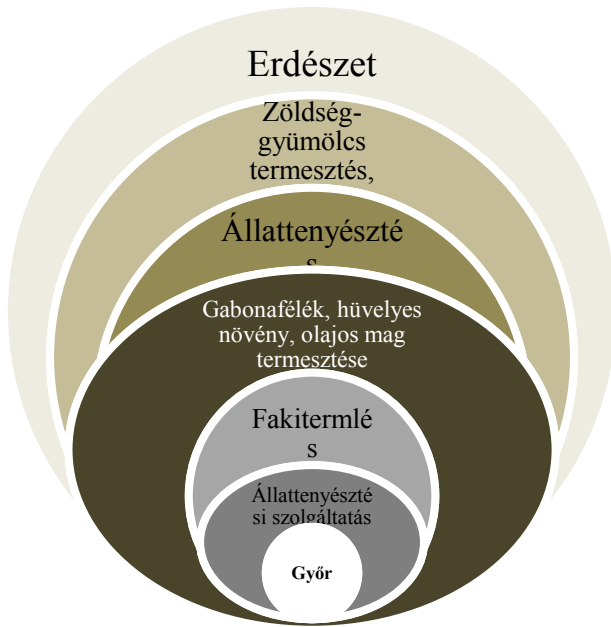 Erdészet
Zöldség-
gyümölcs
termesztés,
Állattenyészté
s
Gabonafélék, hüvelyes
növény, olajos mag
termesztése
Fakitermlé
s
Állattenyészté
si szolgáltatás
Győr